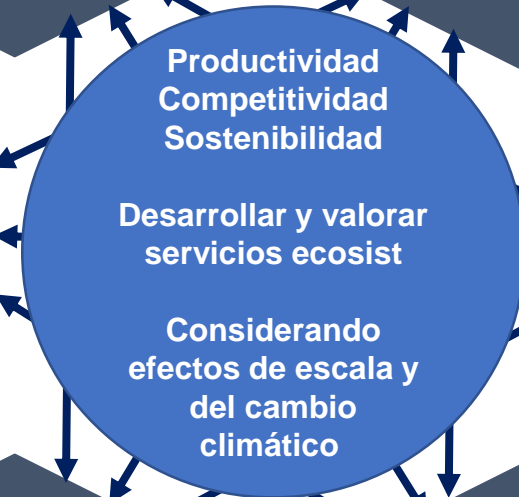 Productividad
Competitividad
Sostenibilidad
Desarrollar y valorar
servicios ecosist
Considerando
efectos de escala y
del cambio
climático